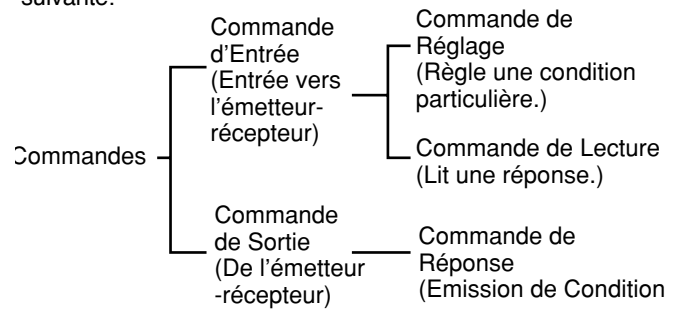 suivante.
Commande
d'Entrée
(Entrée vers
l'émetteur-
récepteur)
Commande de
Réglage
(Règle une condition
particulière.)
Commande de Lecture
(Lit une réponse.)
Commandes
Commande
de Sortie
(De l'émetteur
-récepteur)
Commande de
Réponse
(Emission de Condition